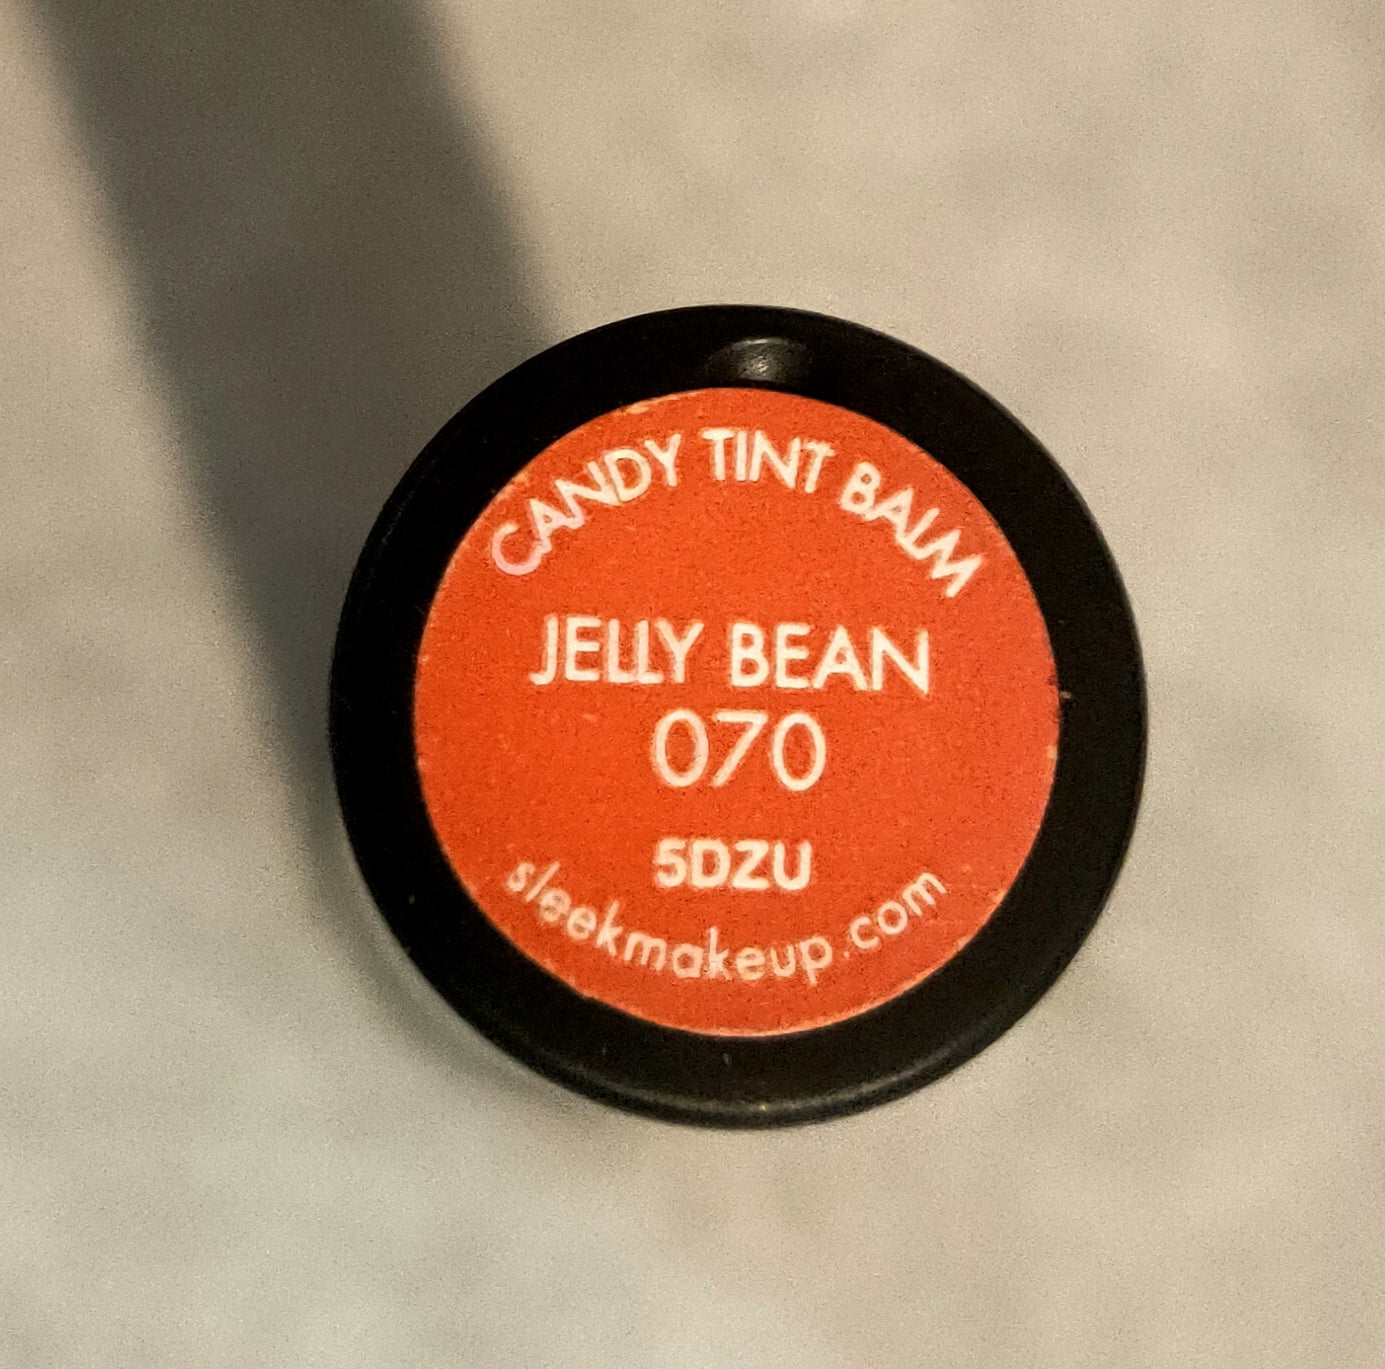 CANDY TINT BALM
JELLY BEAN
070
5DZU
sleekmakeup.com